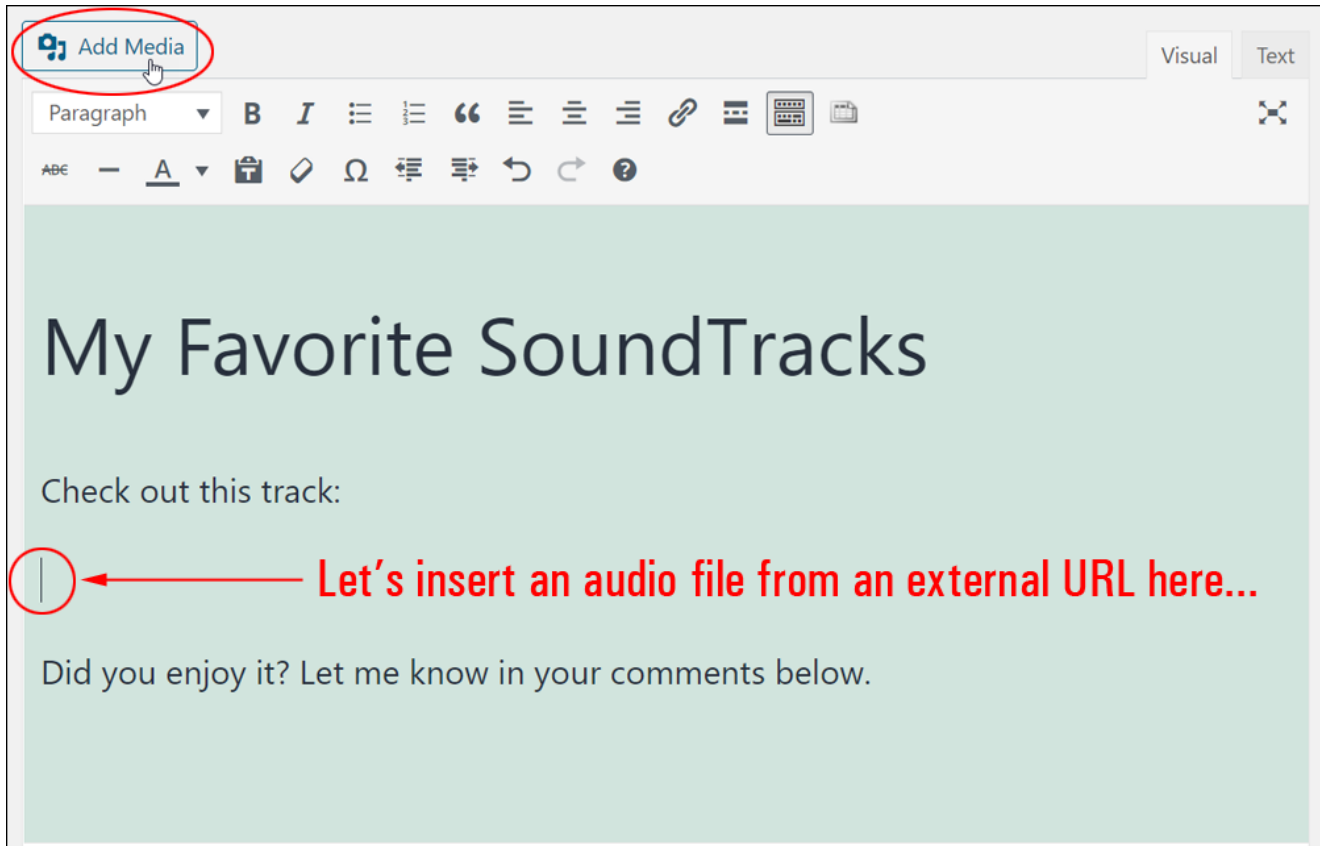 Add Media
Visual Text
Paragraph B I
ABC A T Ω ?
My Favorite SoundTracks
Check out this track:
Let's insert an audio file from an external URL here...
Did you enjoy it? Let me know in your comments below.